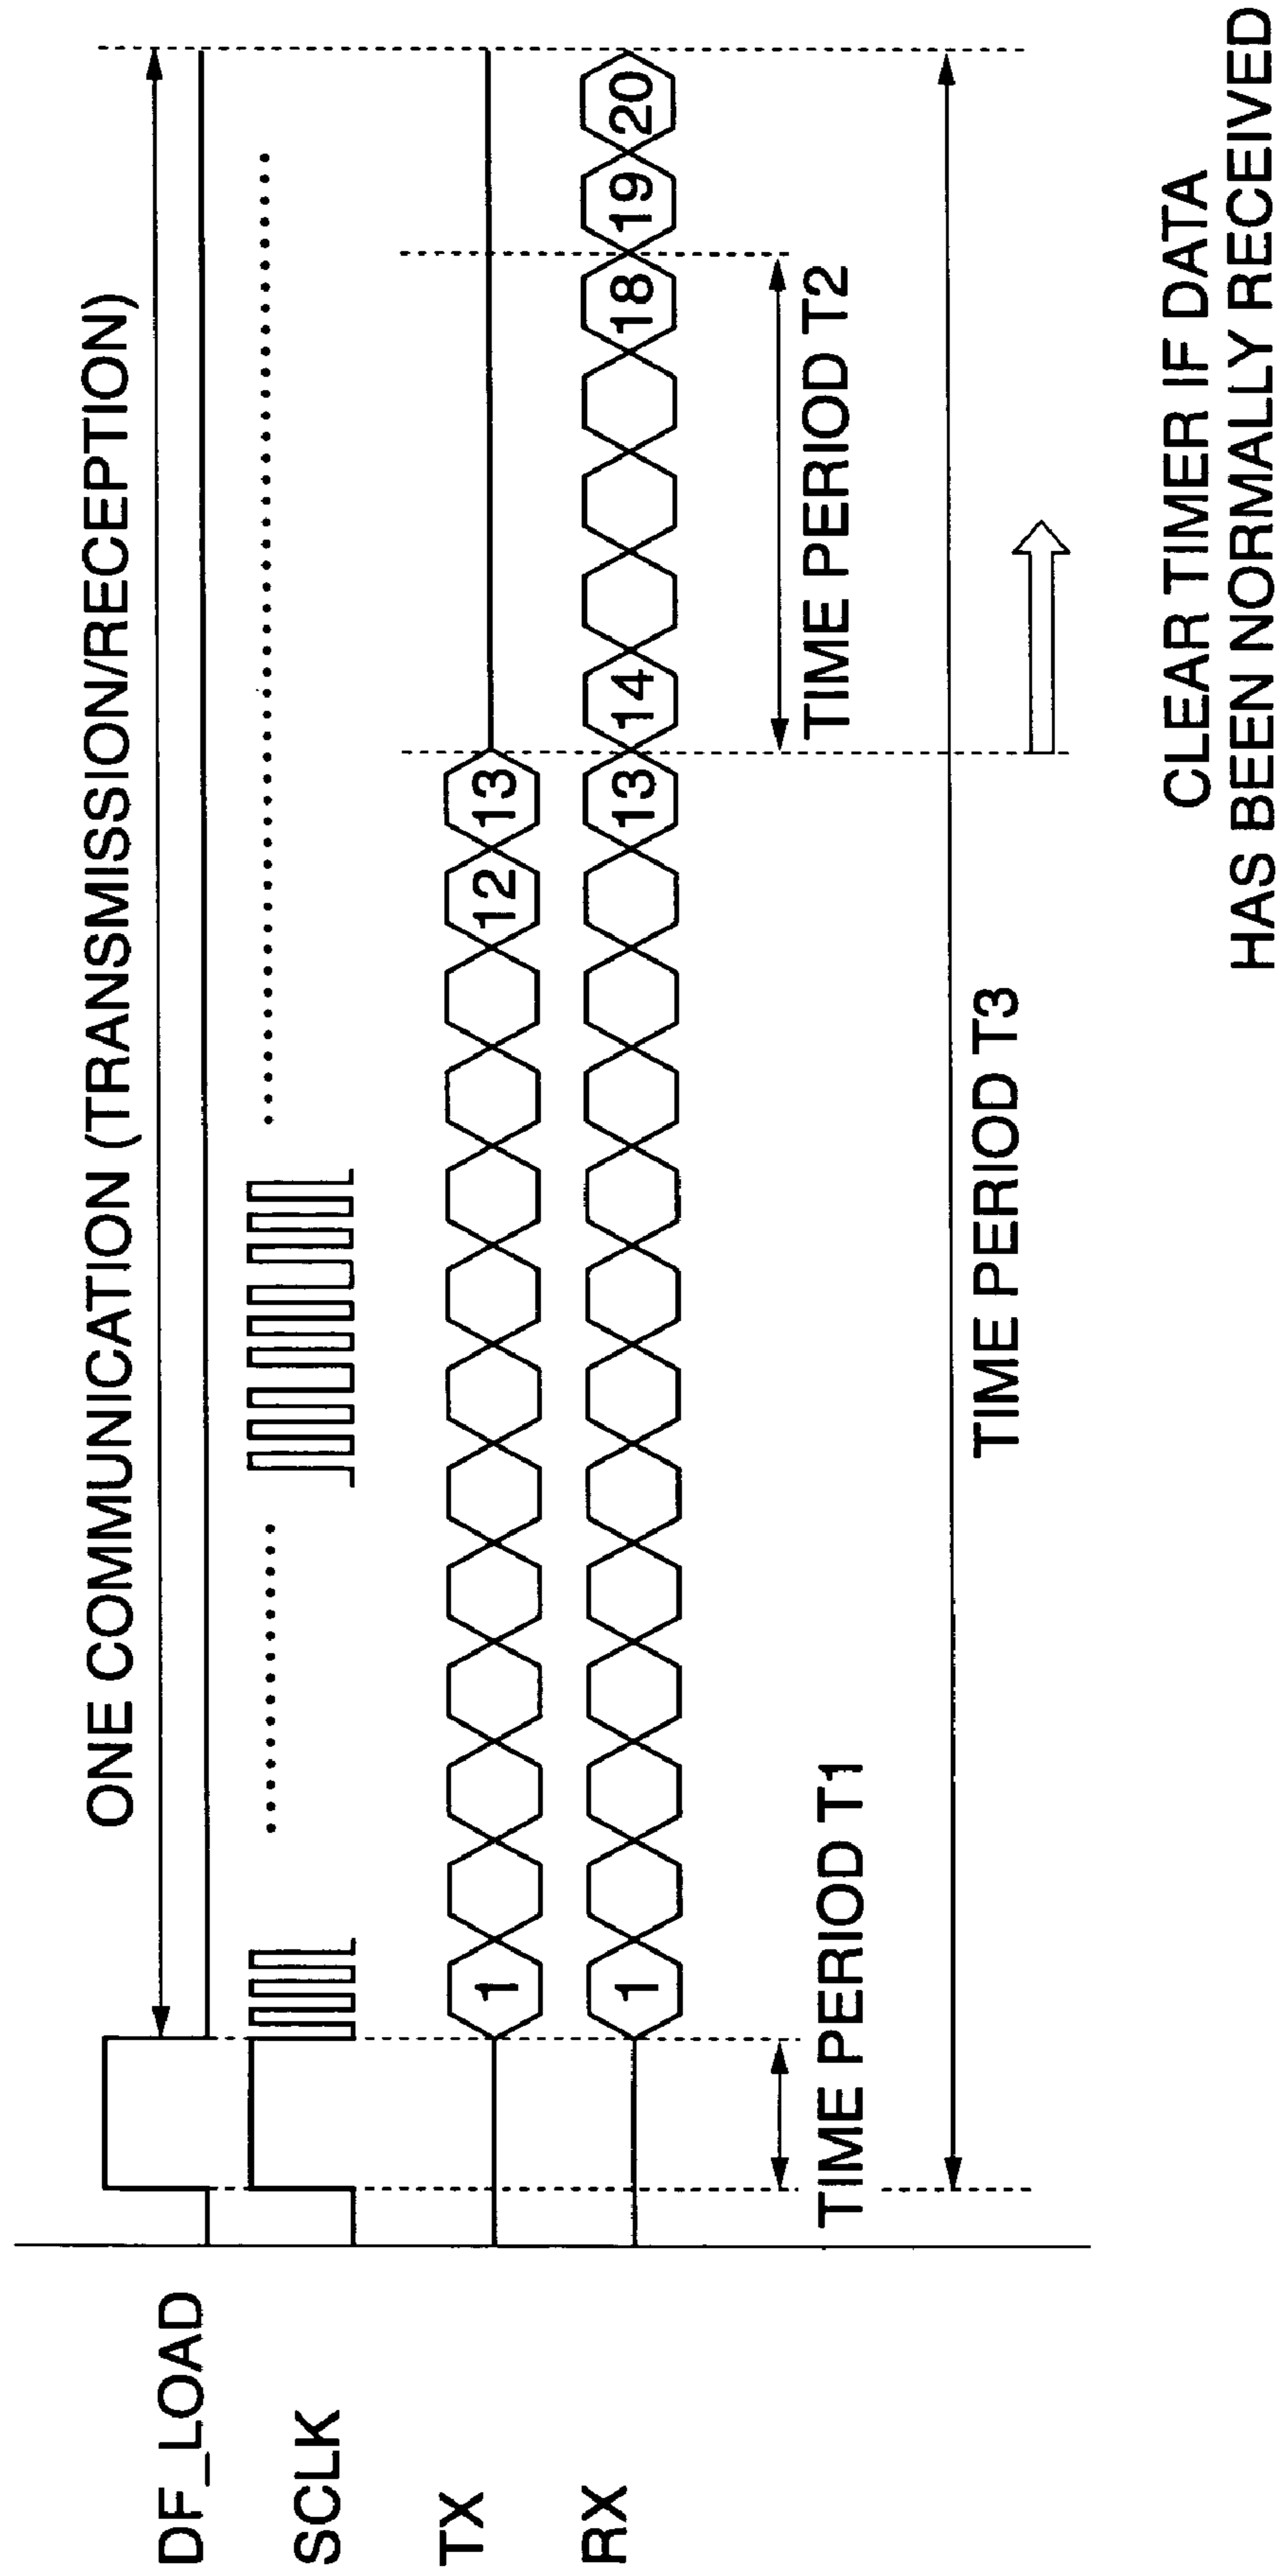 ONE COMMUNICATION (TRANSMISSION/RECEPTION)
DF_LOAD
SCLK
TX
1
12
13
RX
1
13
14
18
19
20
TIME PERIOD T1
TIME PERIOD T2
TIME PERIOD T3
CLEAR TIMER IF DATA
HAS BEEN NORMALLY RECEIVED